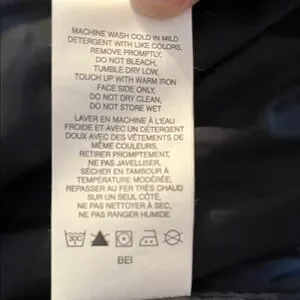 MACHINE WASH COLD IN MILD
DETERGENT WITH LIKE COLORS,
REMOVE PROMPTLY,
DO NOT BLEACH,
TUMBLE DRY LOW,
TOUCH UP WITH WARM IRON
FACE SIDE ONLY,
DO NOT DRY CLEAN,
DO NOT STORE WET
LAVER EN MACHINE À L'EAU
FROIDE ET AVEC UN DÉTERGENT
DOUX AVEC DES VÊTEMENTS DE
MÊME COULEURS,
RETIRER PROMPTEMENT,
NE PAS JAVELLISER,
SÉCHER EN TAMBOUR À
TEMPÉRATURE MODÉRÉE,
REPASSER AU FER TRÈS CHAUD
SUR UN SEUL CÔTÉ,
NE PAS NETTOYER À SEC,
NE PAS RANGER HUMIDE
30C
BEI